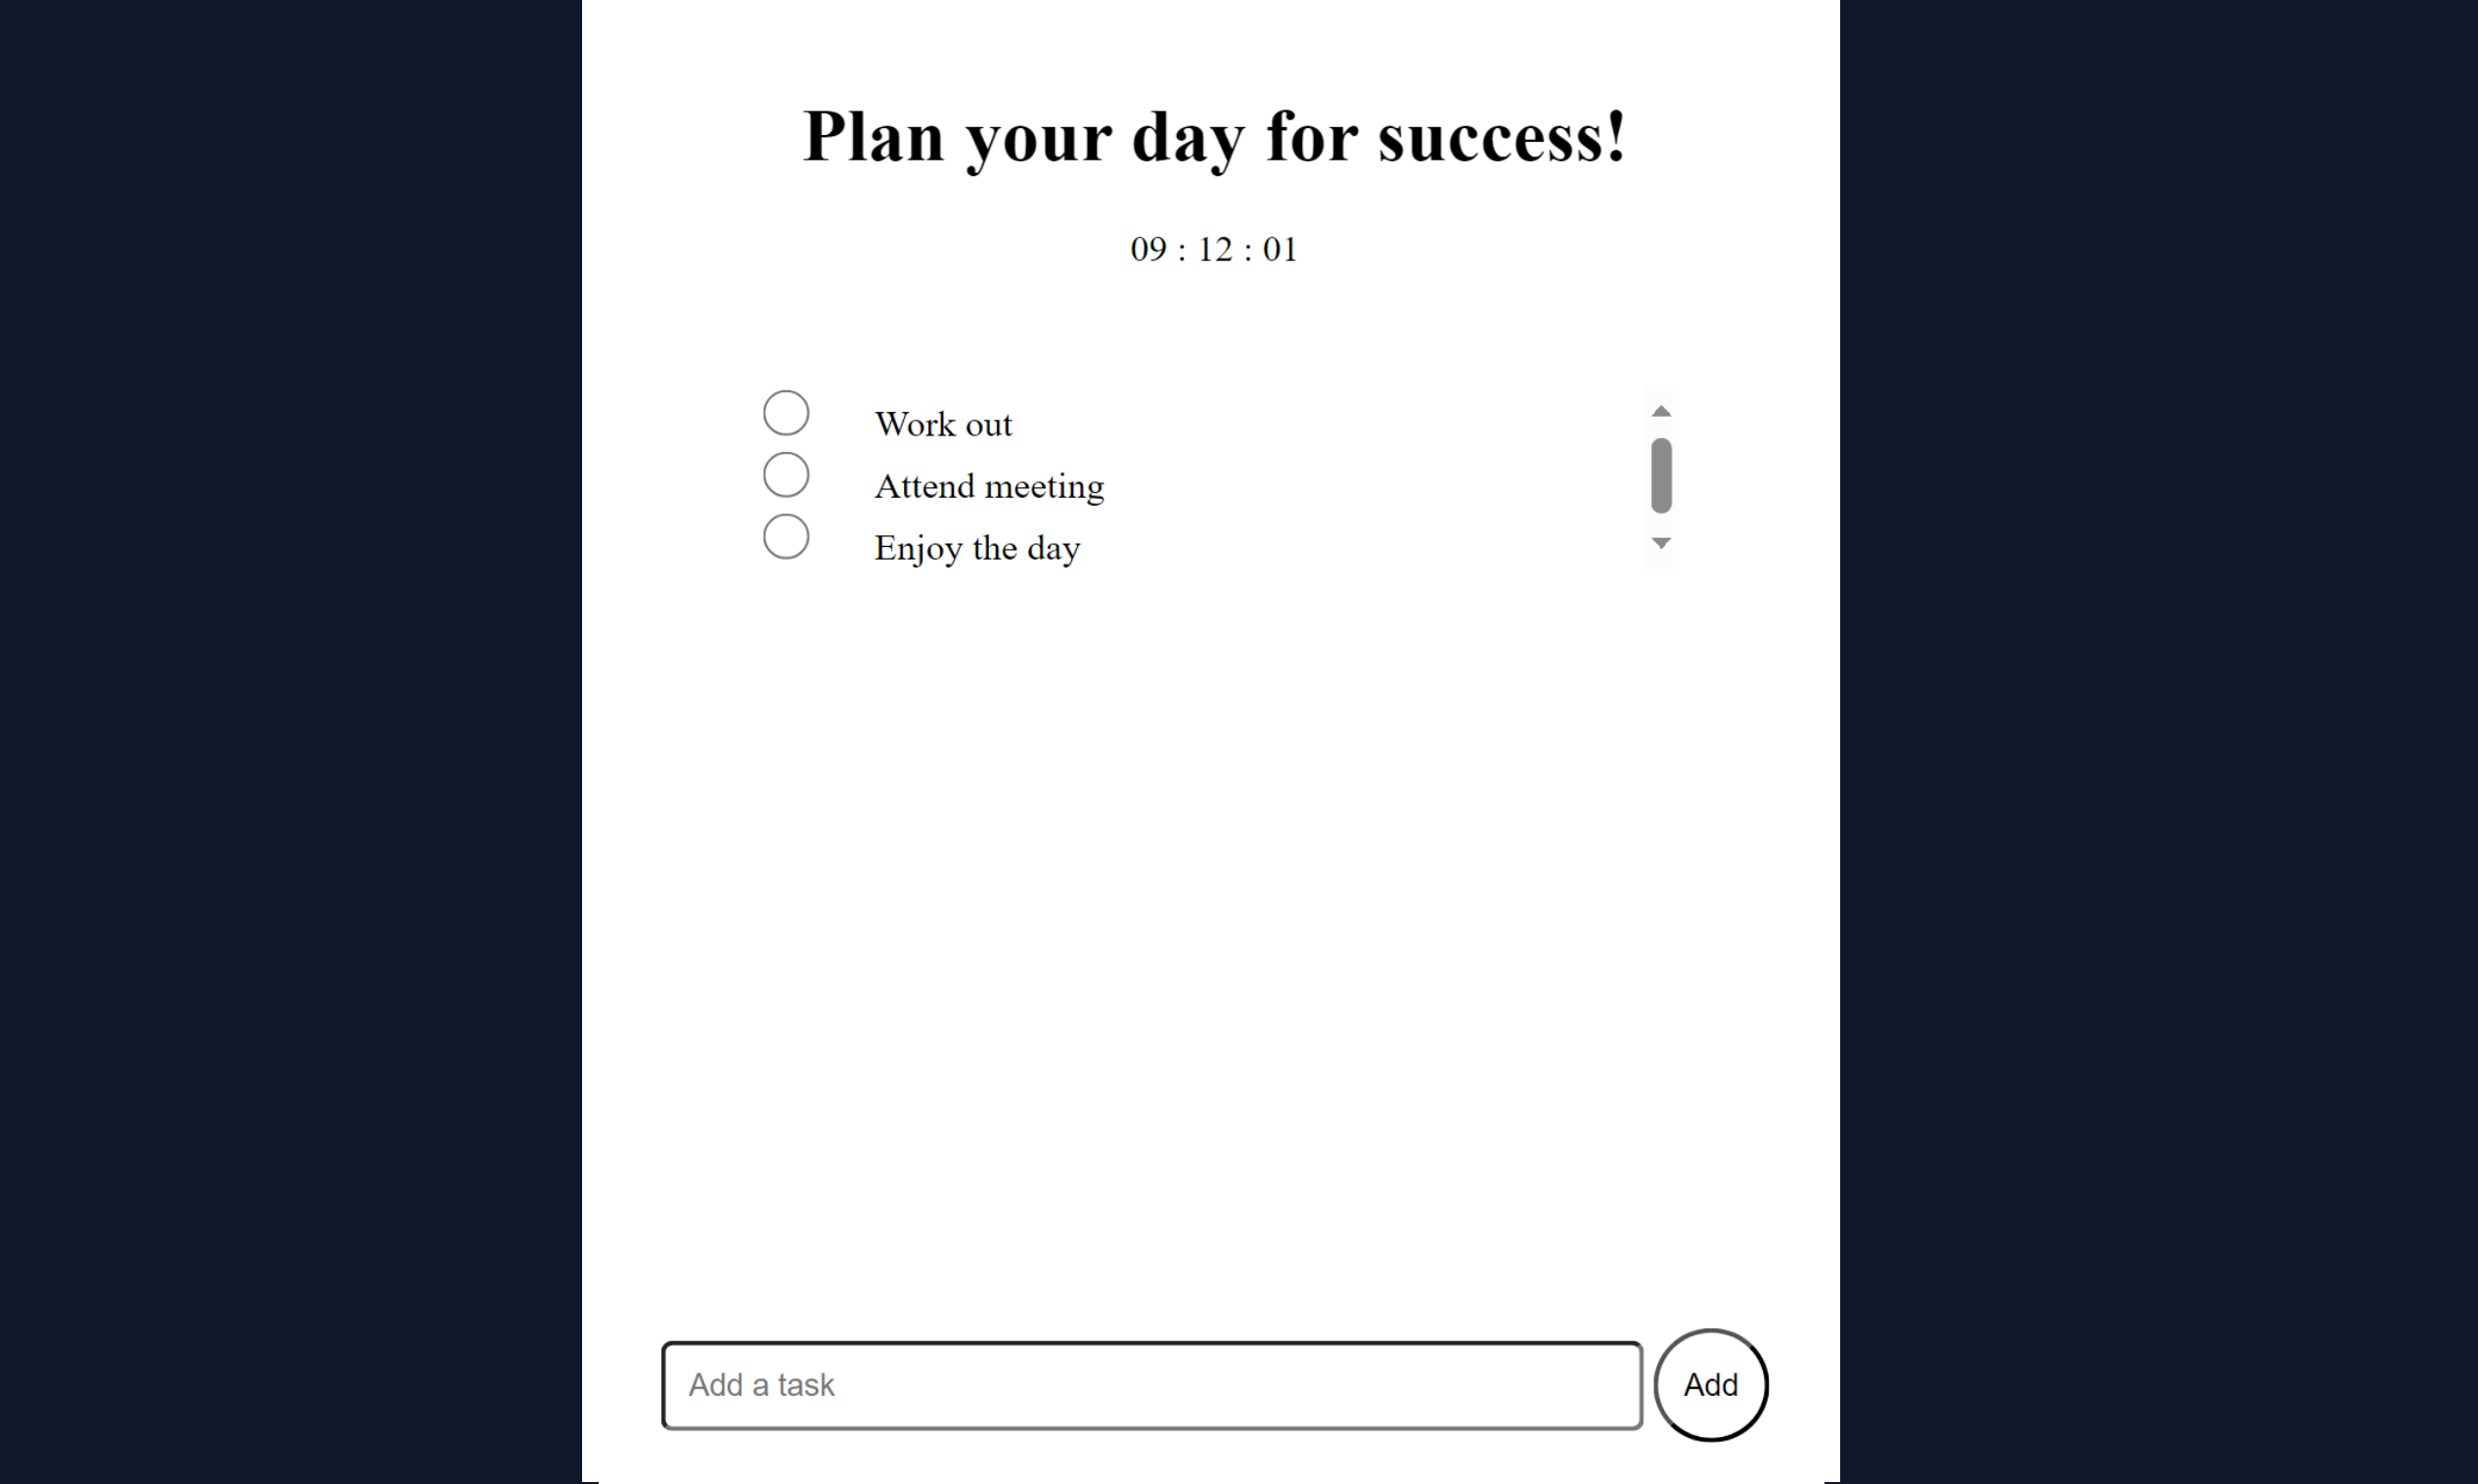 Plan your day for success!
09 : 12 : 01
Work out
Attend meeting
Enjoy the day
Add a task
Add